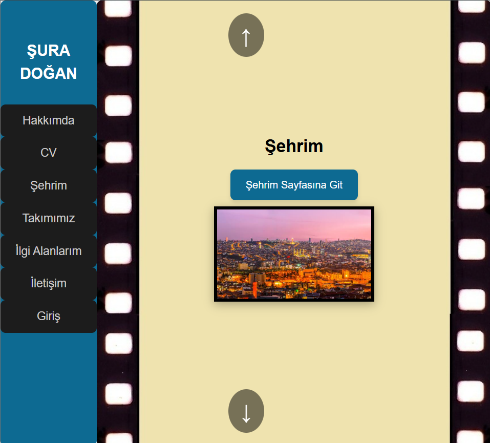 ŞURA
DOĞAN
Hakkımda
CV
Şehrim
Takımımız
İlgi Alanlarım
İletişim
Giriş
↑
Şehrim
Şehrim Sayfasına Git
↓